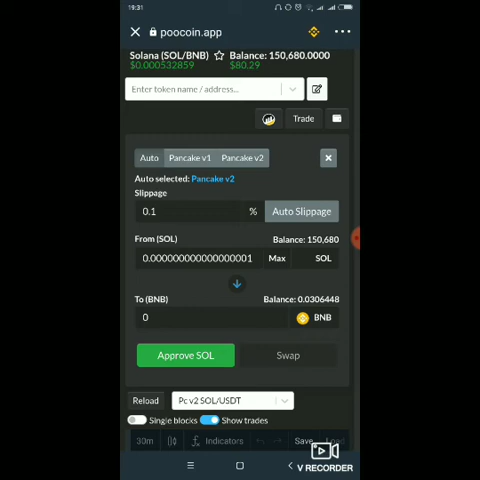 19:31
poocoin.app
Solana (SOL/BNB) Balance: 150,680.0000
$0.000532859 $80.29
Enter token name / address...
Trade
Auto Pancake v1 Pancake v2
Auto selected: Pancake v2
Slippage
0.1 % Auto Slippage
From (SOL) Balance: 150,680
0.000000000000000001 Max SOL
To (BNB) Balance: 0.0306448
0 BNB
Approve SOL Swap
Reload Pc v2 SOL/USDT
Single blocks Show trades
30m Indicators Save Load
V RECORDER